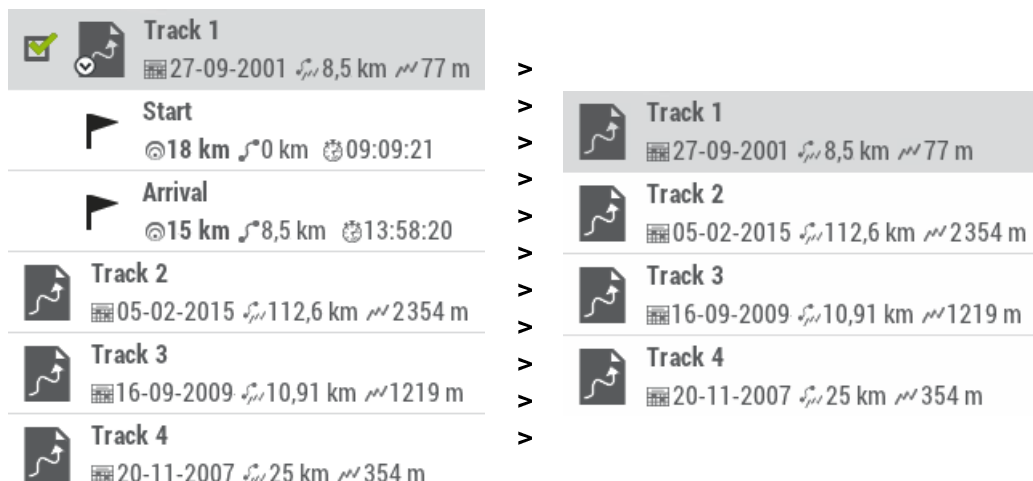 Track 1
27-09-2001 8,5 km 77 m
Start
18 km 0 km 09:09:21
Arrival
15 km 8,5 km 13:58:20
Track 2
05-02-2015 112,6 km 2354 m
Track 3
16-09-2009 10,91 km 1219 m
Track 4
20-11-2007 25 km 354 m
>
>
>
>
>
>
>
>
>
>
>
Track 1
27-09-2001 8,5 km 77 m
Track 2
05-02-2015 112,6 km 2354 m
Track 3
16-09-2009 10,91 km 1219 m
Track 4
20-11-2007 25 km 354 m